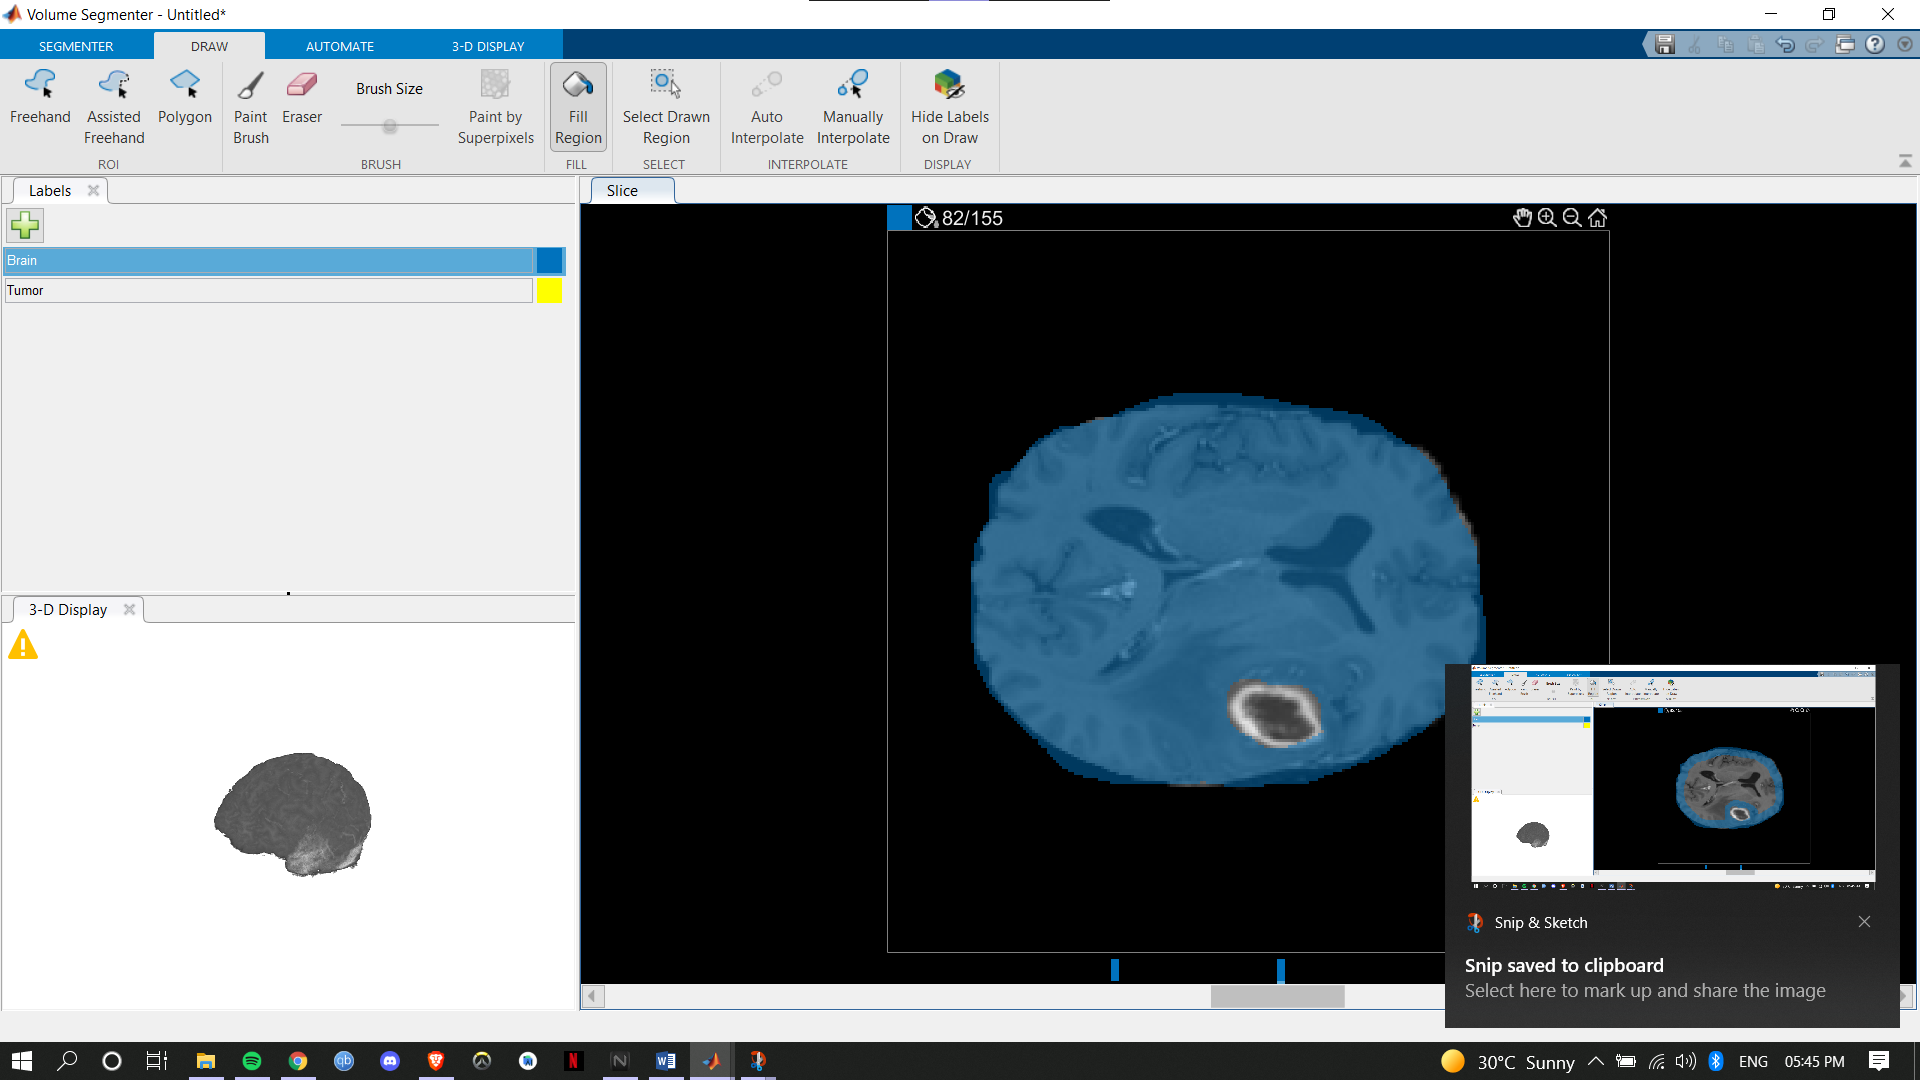 Volume Segmenter - Untitled*
SEGMENTER
DRAW
AUTOMATE
3-D DISPLAY
Freehand
Assisted
Freehand
Polygon
ROI
Paint
Brush
Eraser
Brush Size
Paint by
Superpixels
BRUSH
Fill
Region
FILL
Select Drawn
Region
SELECT
Auto
Interpolate
Manually
Interpolate
INTERPOLATE
Hide Labels
on Draw
DISPLAY
Labels
Brain
Tumor
3-D Display
Slice
82/155
Snip & Sketch
Snip saved to clipboard
Select here to mark up and share the image
30°C Sunny
ENG
05:45 PM